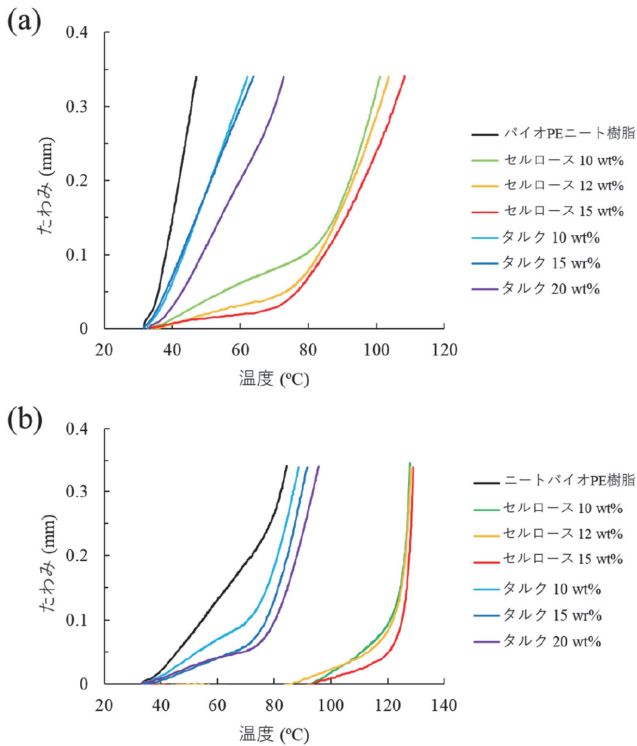 (a)
0.4
0.3
0.2
0.1
0
たわみ (mm)
20
40
60
80
100
120
温度 (ºC)
バイオPEニート樹脂
セルロース 10 wt%
セルロース 12 wt%
セルロース 15 wt%
タルク 10 wt%
タルク 15 wr%
タルク 20 wt%
(b)
0.4
0.3
0.2
0.1
0
たわみ (mm)
20
40
60
80
100
120
140
温度 (ºC)
ニートバイオPE樹脂
セルロース 10 wt%
セルロース 12 wt%
セルロース 15 wt%
タルク 10 wt%
タルク 15 wr%
タルク 20 wt%